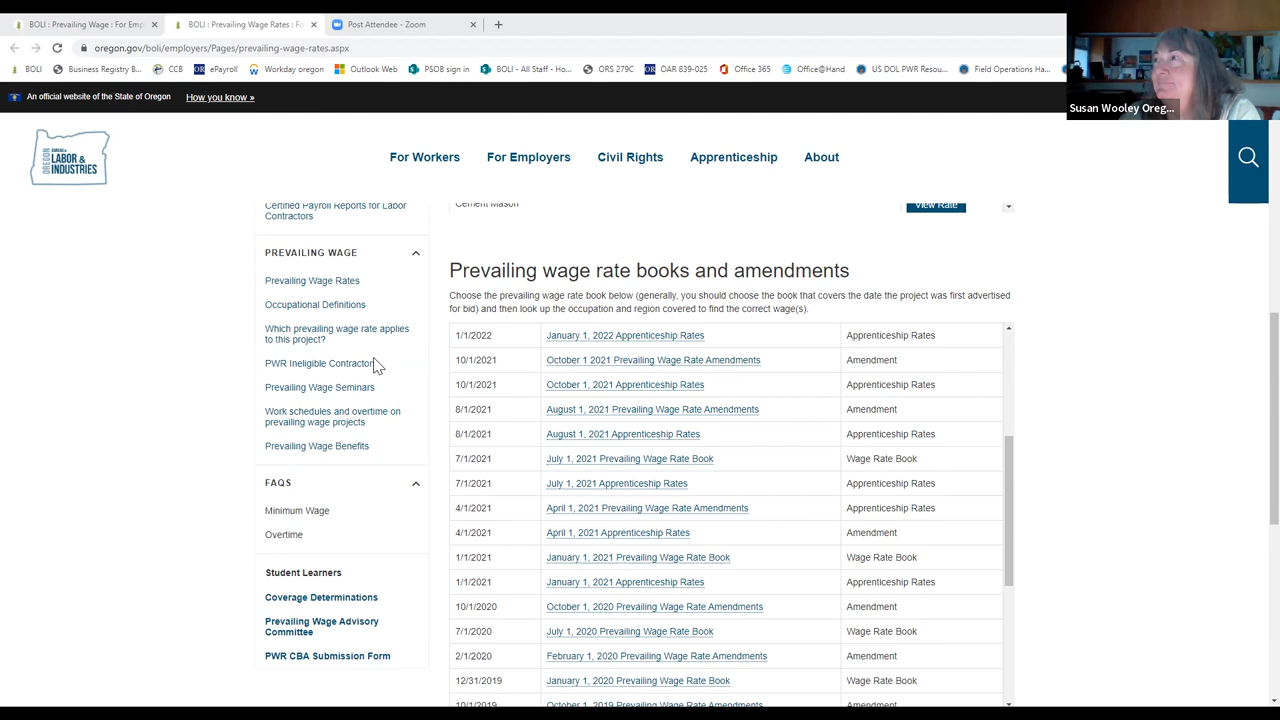 BOLI : Prevailing Wage : For Emp
BOLI : Prevailing Wage Rates : Fo
Post Attendee - Zoom
oregon.gov/boli/employers/Pages/prevailing-wage-rates.aspx
BOLI
Business Registry B...
CCB
ePayroll
Workday oregon
Outlook Web
PSOB sign in
BOLI - All Staff - Ho...
ORS 279C
OAR 839-025
Office 365
Office@Hand
US DOL PWR Resou...
Field Operations Ha...
Susan Wooley Oreg...
An official website of the State of Oregon
How you know »
OREGON BUREAU OF
LABOR &
INDUSTRIES
For Workers
For Employers
Civil Rights
Apprenticeship
About
Certified Payroll Reports for Labor
Contractors
PREVAILING WAGE
Prevailing Wage Rates
Occupational Definitions
Which prevailing wage rate applies
to this project?
PWR Ineligible Contractor
Prevailing Wage Seminars
Work schedules and overtime on
prevailing wage projects
Prevailing Wage Benefits
FAQS
Minimum Wage
Overtime
Student Learners
Coverage Determinations
Prevailing Wage Advisory
Committee
PWR CBA Submission Form
Cement Mason
View Rate
Prevailing wage rate books and amendments
Choose the prevailing wage rate book below (generally, you should choose the book that covers the date the project was first advertised
for bid) and then look up the occupation and region covered to find the correct wage(s).
1/1/2022 January 1, 2022 Apprenticeship Rates Apprenticeship Rates
10/1/2021 October 1 2021 Prevailing Wage Rate Amendments Amendment
10/1/2021 October 1, 2021 Apprenticeship Rates Apprenticeship Rates
8/1/2021 August 1, 2021 Prevailing Wage Rate Amendments Amendment
8/1/2021 August 1, 2021 Apprenticeship Rates Apprenticeship Rates
7/1/2021 July 1, 2021 Prevailing Wage Rate Book Wage Rate Book
7/1/2021 July 1, 2021 Apprenticeship Rates Apprenticeship Rates
4/1/2021 April 1, 2021 Prevailing Wage Rate Amendments Apprenticeship Rates
4/1/2021 April 1, 2021 Apprenticeship Rates Amendment
1/1/2021 January 1, 2021 Prevailing Wage Rate Book Wage Rate Book
1/1/2021 January 1, 2021 Apprenticeship Rates Apprenticeship Rates
10/1/2020 October 1, 2020 Prevailing Wage Rate Amendments Amendment
7/1/2020 July 1, 2020 Prevailing Wage Rate Book Wage Rate Book
2/1/2020 February 1, 2020 Prevailing Wage Rate Amendments Amendment
12/31/2019 January 1, 2020 Prevailing Wage Rate Book Wage Rate Book
10/1/2019 October 1, 2019 Prevailing Wage Rate Amendments Amendment